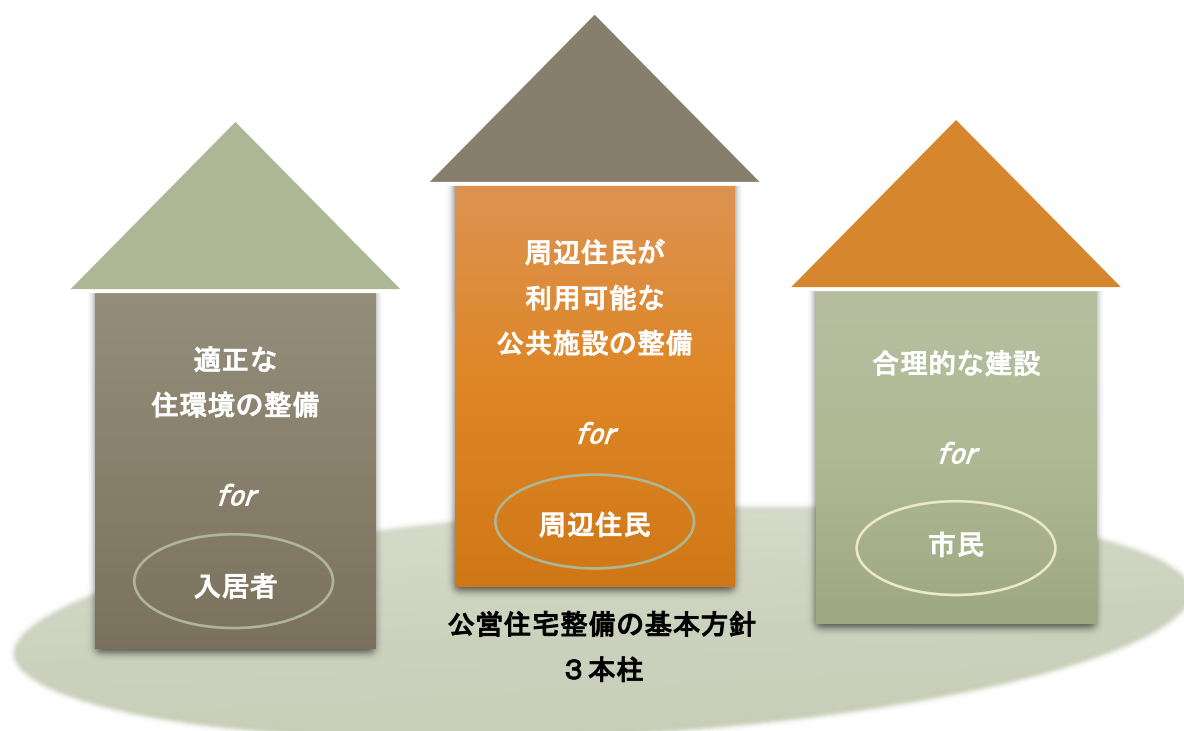 適正な
住環境の整備
for
入居者
周辺住民が
利用可能な
公共施設の整備
for
周辺住民
合理的な建設
for
市民
公営住宅整備の基本方針
３本柱